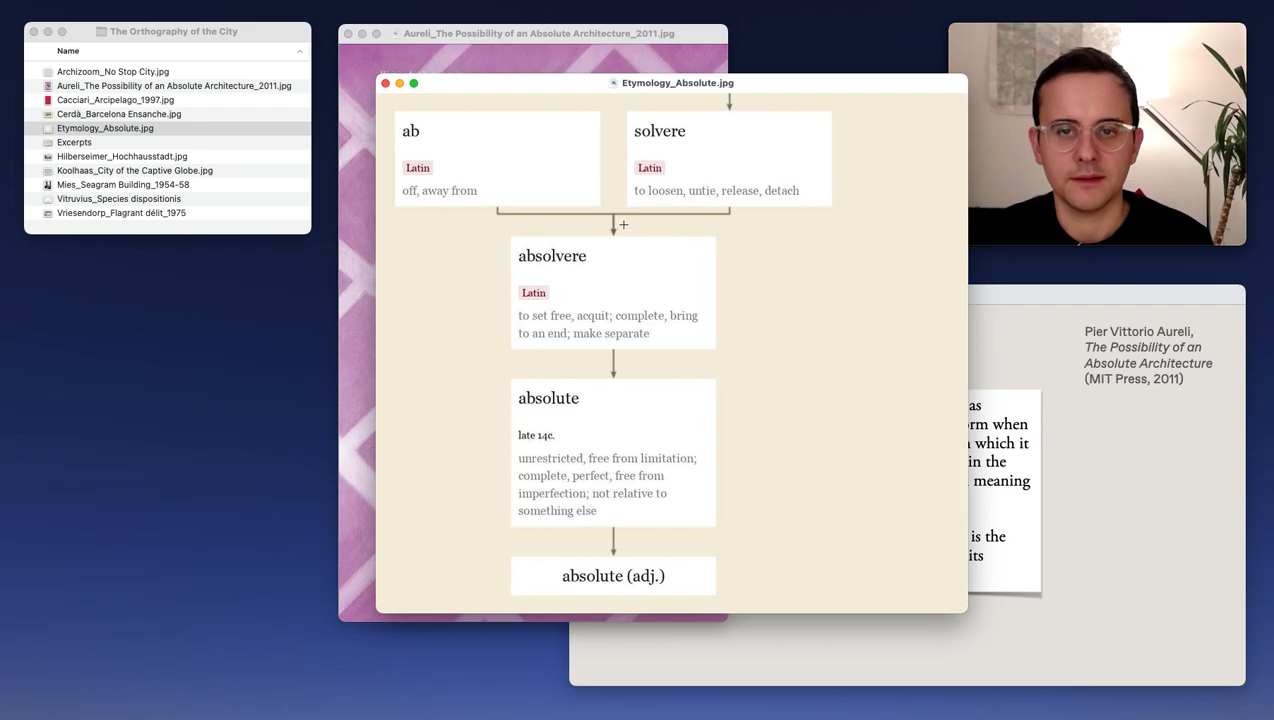 The Orthography of the City
Name
Archizoom_No Stop City.jpg
Aureli_The Possibility of an Absolute Architecture_2011.jpg
Cacciari_Arcipelago_1997.jpg
Cerdà_Barcelona Ensanche.jpg
Etymology_Absolute.jpg
Excerpts
Hilberseimer_Hochhausstadt.jpg
Koolhaas_City of the Captive Globe.jpg
Mies_Seagram Building_1954-58
Vitruvius_Species dispositionis
Vriesendorp_Flagrant délit_1975
Aureli_The Possibility of an Absolute Architecture_2011.jpg
Etymology_Absolute.jpg
ab
Latin
off, away from
solvere
Latin
to loosen, untie, release, detach
absolvere
Latin
to set free, acquit; complete, bring
to an end; make separate
absolute
late 14c.
unrestricted, free from limitation;
complete, perfect, free from
imperfection; not relative to
something else
absolute (adj.)
Pier Vittorio Aureli,
The Possibility of an
Absolute Architecture
(MIT Press, 2011)
as
orm when
which it
in the
meaning
is the
its